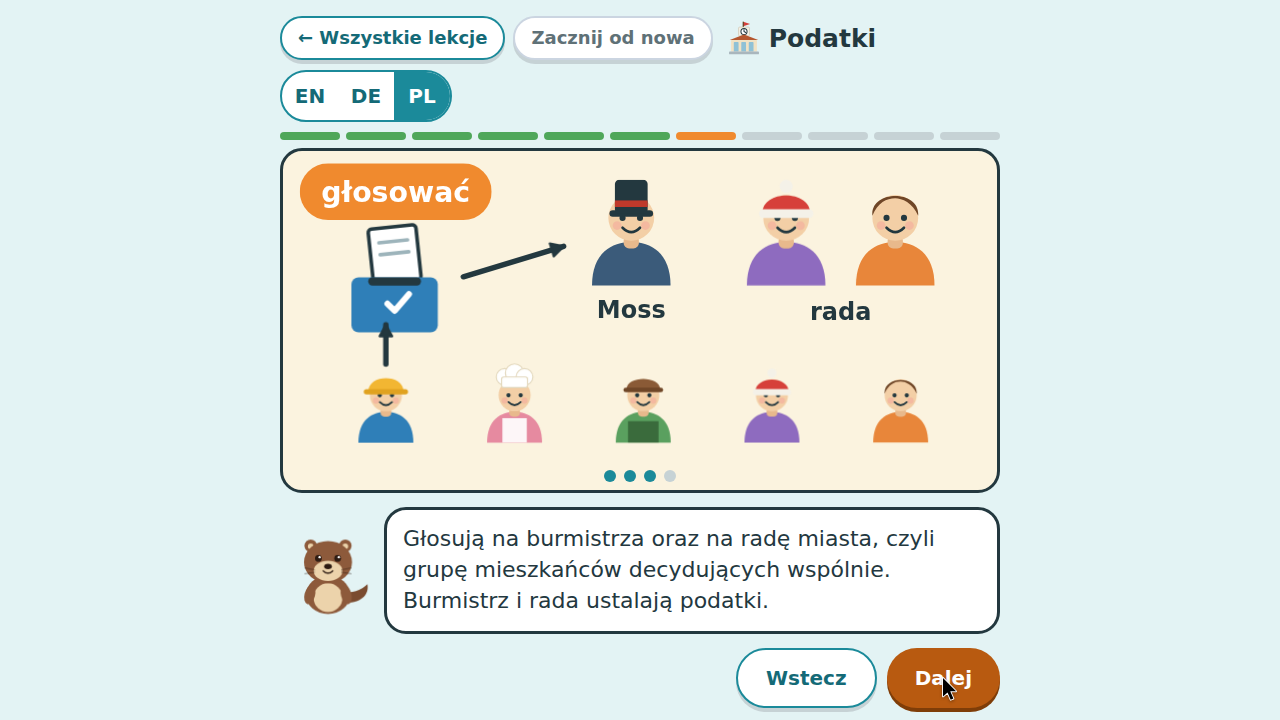 ← Wszystkie lekcje
Zacznij od nowa
Podatki
EN DE PL
głosować
Moss
rada
Głosują na burmistrza oraz na radę miasta, czyli
grupę mieszkańców decydujących wspólnie.
Burmistrz i rada ustalają podatki.
Wstecz
Dalej